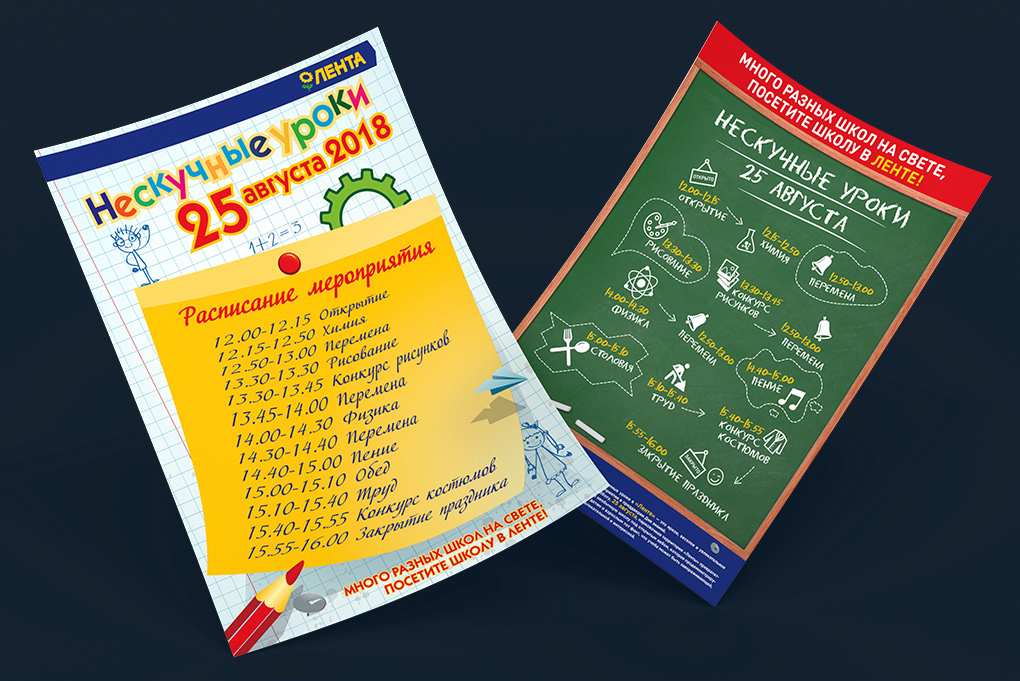 ЛЕНТА
Нескучные уроки
25 августа 2018
1+2=3
Расписание мероприятия
12.00-12.15 Открытие
12.15-12.50 Химия
12.50-13.00 Перемена
13.30-13.30 Рисование
13.30-13.45 Конкурс рисунков
13.45-14.00 Перемена
14.00-14.30 Физика
14.30-14.40 Перемена
14.40-15.00 Пение
15.00-15.10 Обед
15.10-15.40 Труд
15.40-15.55 Конкурс костюмов
15.55-16.00 Закрытие праздника
МНОГО РАЗНЫХ ШКОЛ НА СВЕТЕ,
ПОСЕТИТЕ ШКОЛУ В ЛЕНТЕ!
МНОГО РАЗНЫХ ШКОЛ НА СВЕТЕ,
ПОСЕТИТЕ ШКОЛУ В ЛЕНТЕ!
НЕСКУЧНЫЕ УРОКИ
25 АВГУСТА
ОТКРЫТО
12.00-12.15
ОТКРЫТИЕ
12.15-12.50
ХИМИЯ
12.50-13.00
ПЕРЕМЕНА
13.30-13.30
РИСОВАНИЕ
13.30-13.45
КОНКУРС
РИСУНКОВ
12.50-13.00
ПЕРЕМЕНА
14.00-14.30
ФИЗИКА
12.50-13.00
ПЕРЕМЕНА
14.40-15.00
ПЕНИЕ
15.00-15.10
СТОЛОВАЯ
15.10-15.40
ТРУД
15.40-15.55
КОНКУРС
КОСТЮМОВ
15.55-16.00
ЗАКРЫТО
ЗАКРЫТИЕ ПРАЗДНИКА